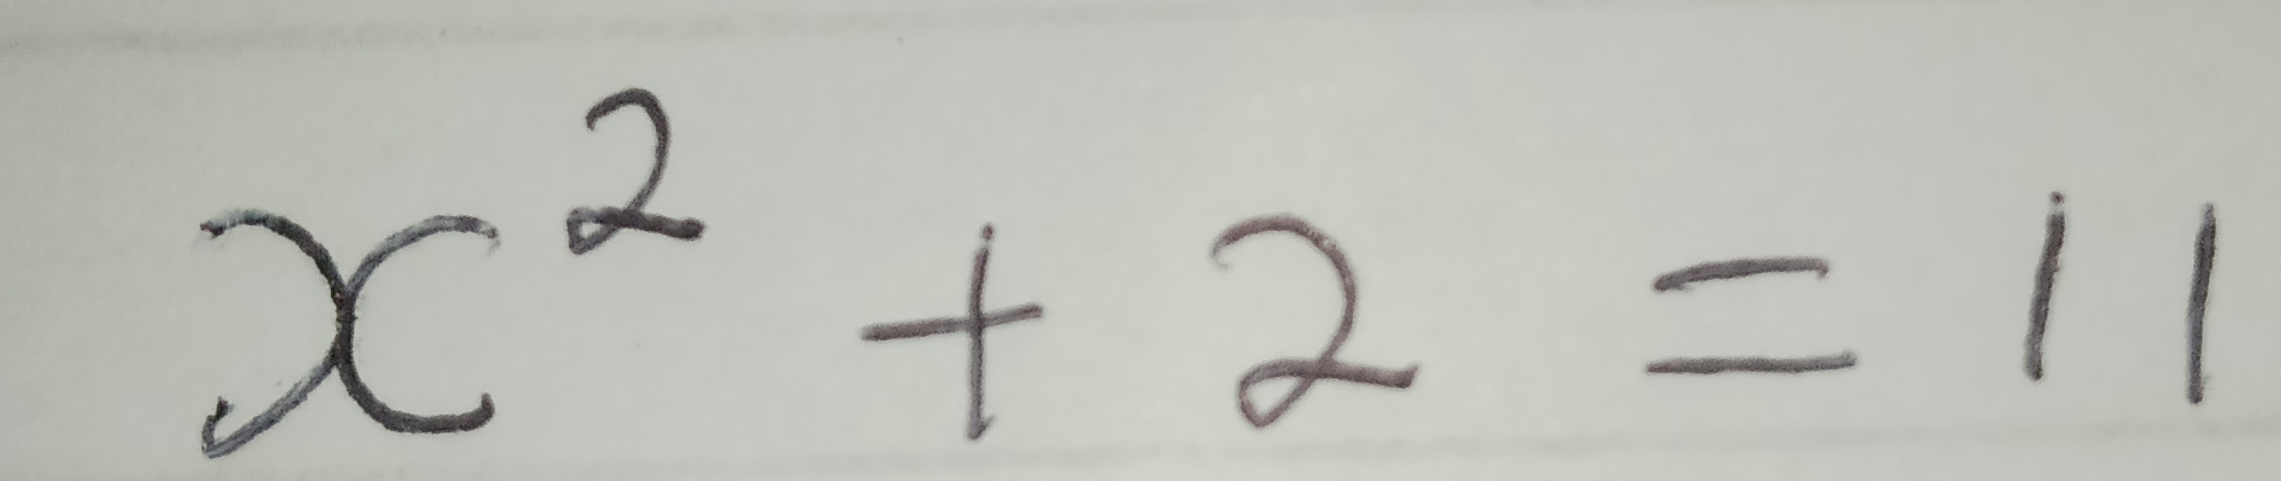 x² + 2 = 11